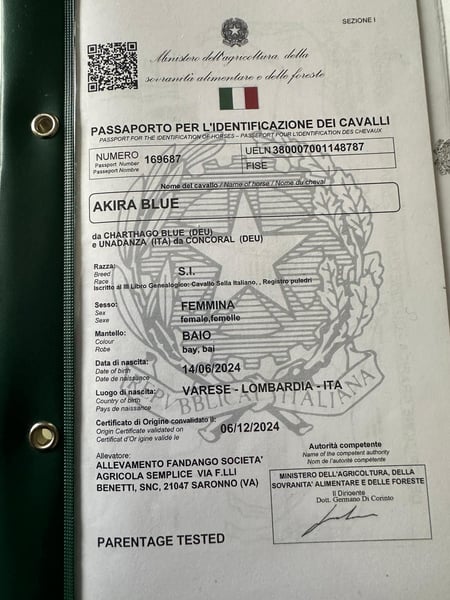 SEZIONE I
Ministero dell'agricoltura, della
sovranità alimentare e delle foreste
PASSAPORTO PER L'IDENTIFICAZIONE DEI CAVALLI
PASSPORT FOR THE IDENTIFICATION OF HORSES – PASSEPORT POUR L'IDENTIFICATION DES CHEVAUX
NUMERO 169687
Passport Number
Passeport Nombre
UELN 380007001148787
FISE
Nome del cavallo / Name of horse / Nome du cheval
AKIRA BLUE
da CHARTHAGO BLUE (DEU)
e UNADANZA (ITA) da CONCORAL (DEU)
Razza: S.I.
Breed
Race
Iscritto al III Libro Genealogico: Cavallo Sella Italiano, , Registro puledri
Sesso: FEMMINA
Sex female,femelle
Sexe
Mantello: BAIO
Colour bay, bai
Robe
Data di nascita: 14/06/2024
Date of birth
Date de naissance
Luogo di nascita: VARESE - LOMBARDIA - ITA
Country of birth
Pays de naissance
Certificato di Origine convalidato il: 06/12/2024
Origin Certificate validated on
Certificat d'Or igine validé le
Autorità competente
Name of the competent authority
Nom de l'autorité compétente
Allevatore:
ALLEVAMENTO FANDANGO SOCIETA'
AGRICOLA SEMPLICE VIA F.LLI
BENETTI, SNC, 21047 SARONNO (VA)
MINISTERO DELL'AGRICOLTURA, DELLA
SOVRANITA' ALIMENTARE E DELLE FORESTE
Il Dirigente
Dott. Germano Di Corinto
PARENTAGE TESTED